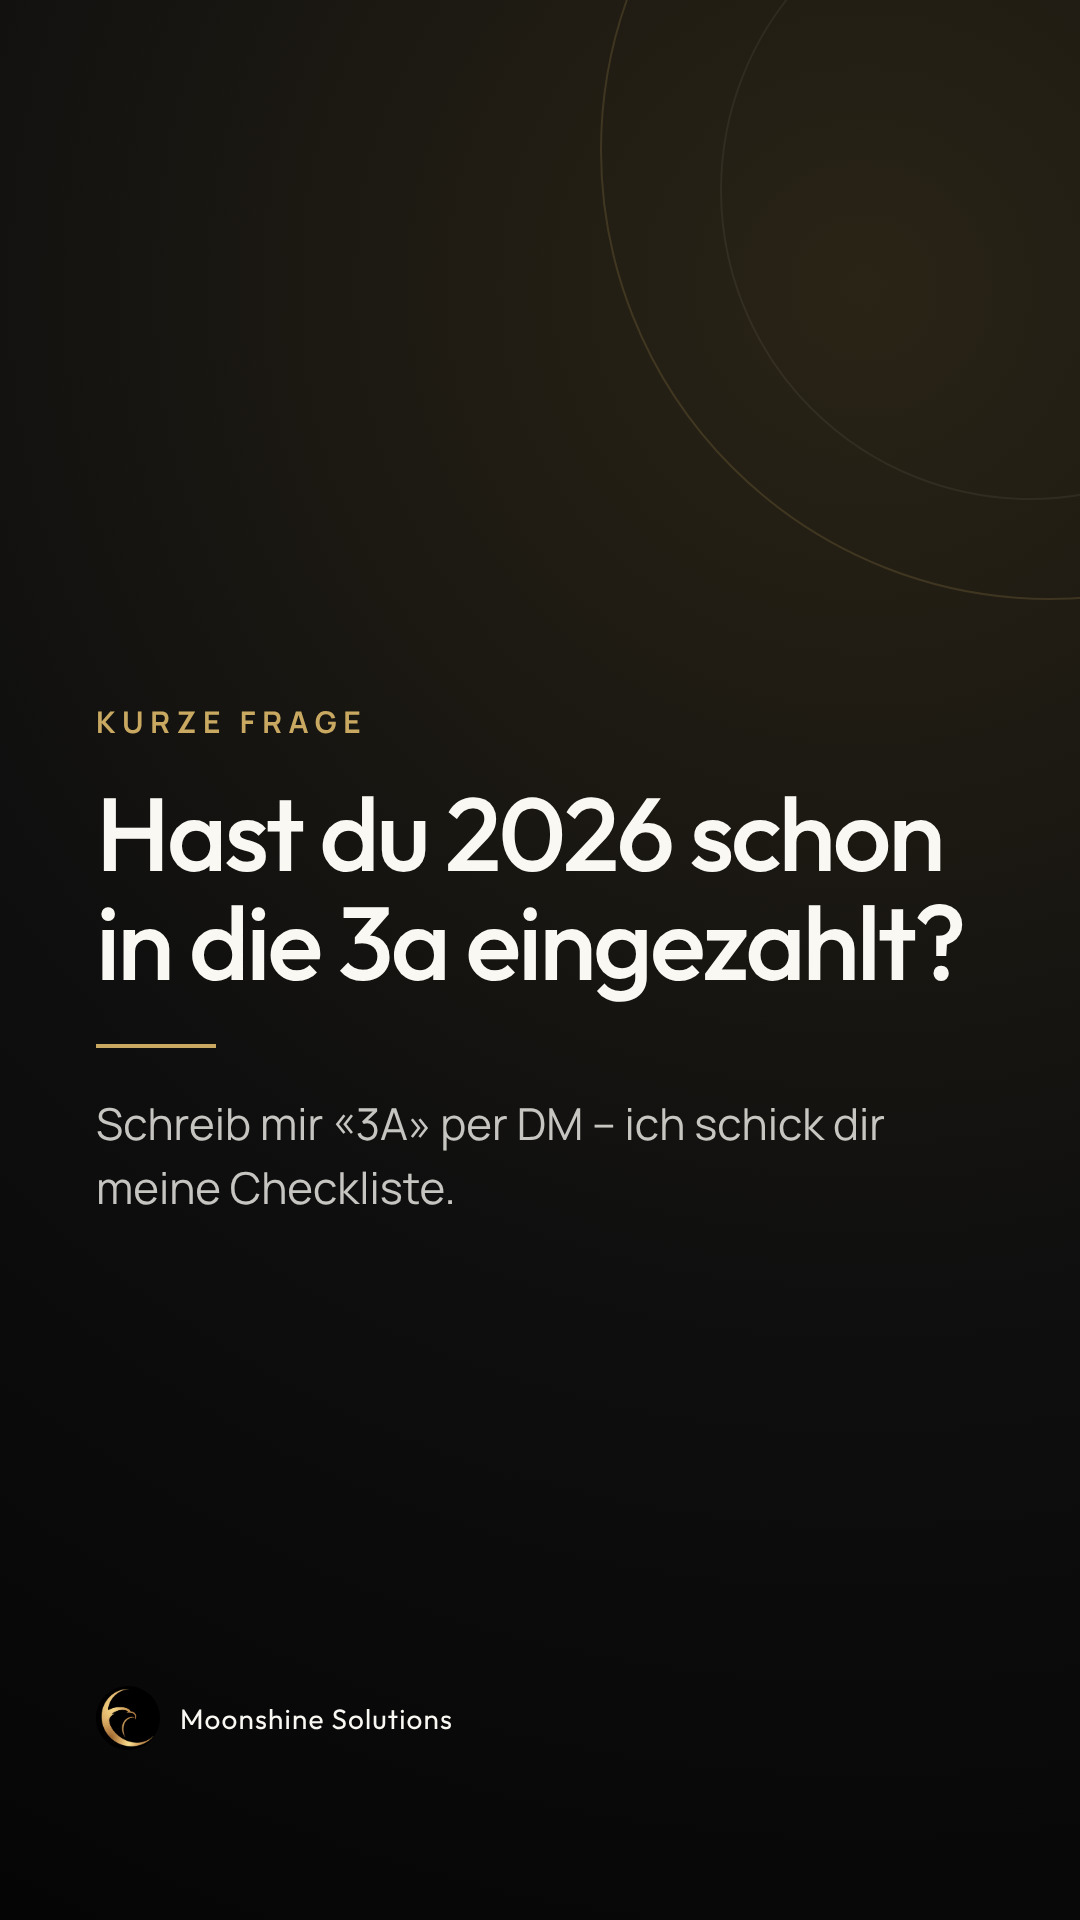 KURZE FRAGE
Hast du 2026 schon
in die 3a eingezahlt?
Schreib mir «3A» per DM – ich schick dir
meine Checkliste.
Moonshine Solutions